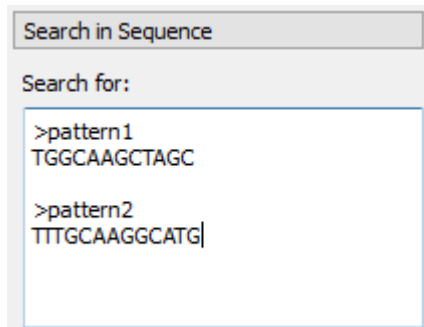 Search in Sequence
Search for:
>pattern1
TGGCAAGCTAGC
>pattern2
TTTGCAAGGCATG